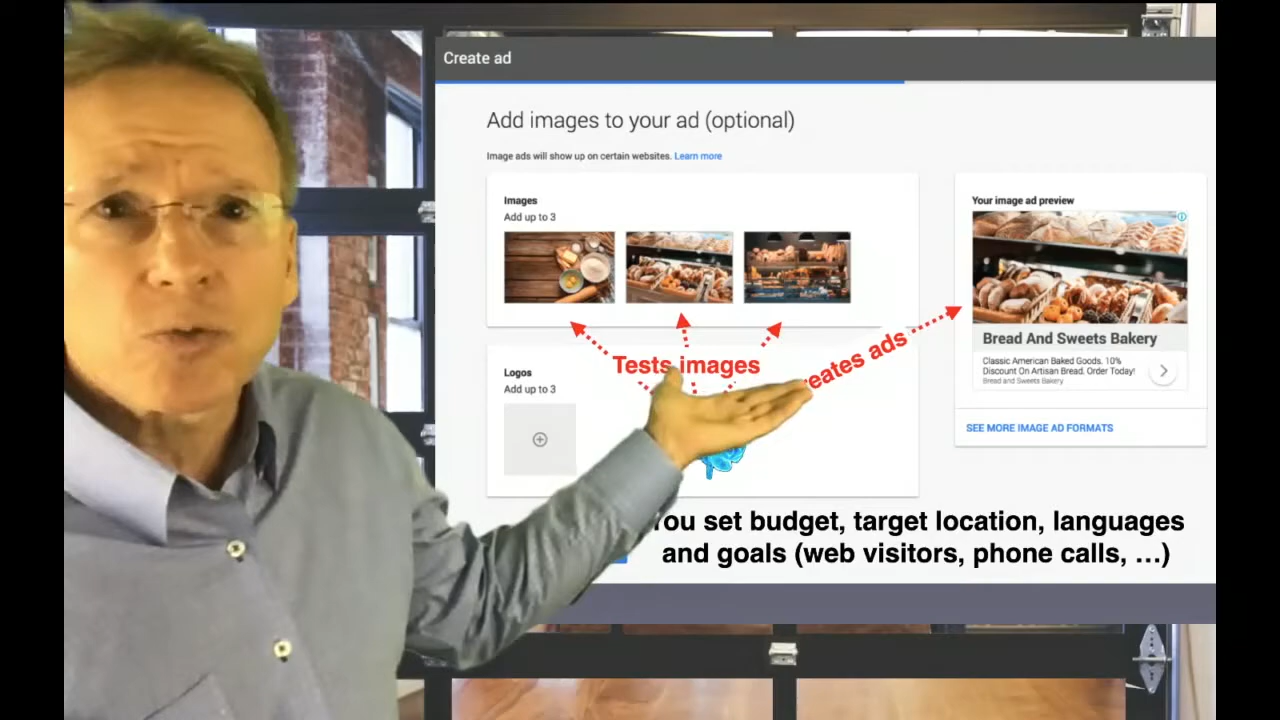 Create ad
Add images to your ad (optional)
Image ads will show up on certain websites. Learn more
Images
Add up to 3
Your image ad preview
Bread And Sweets Bakery
Classic American Baked Goods. 10%
Discount On Artisan Bread. Order Today!
Bread and Sweets Bakery
SEE MORE IMAGE AD FORMATS
Tests images
eates ads
Logos
Add up to 3
ou set budget, target location, languages
and goals (web visitors, phone calls, …)